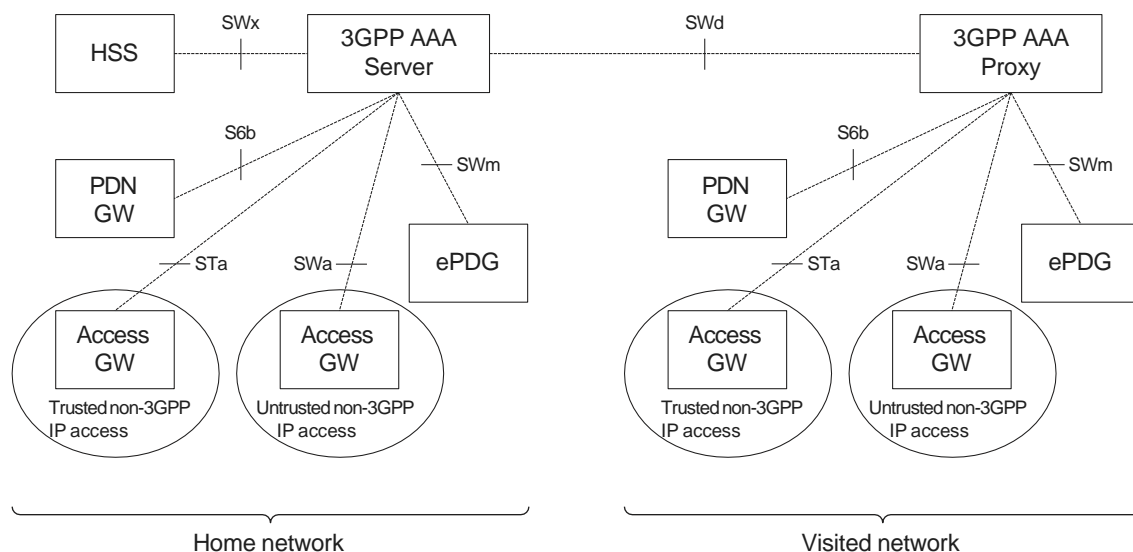 SWx
SWd
HSS
3GPP AAA
Server
3GPP AAA
Proxy
S6b
SWm
PDN
GW
ePDG
STa
SWa
Access
GW
Trusted non-3GPP
IP access
Access
GW
Untrusted non-3GPP
IP access
S6b
SWm
PDN
GW
ePDG
STa
SWa
Access
GW
Trusted non-3GPP
IP access
Access
GW
Untrusted non-3GPP
IP access
Home network
Visited network